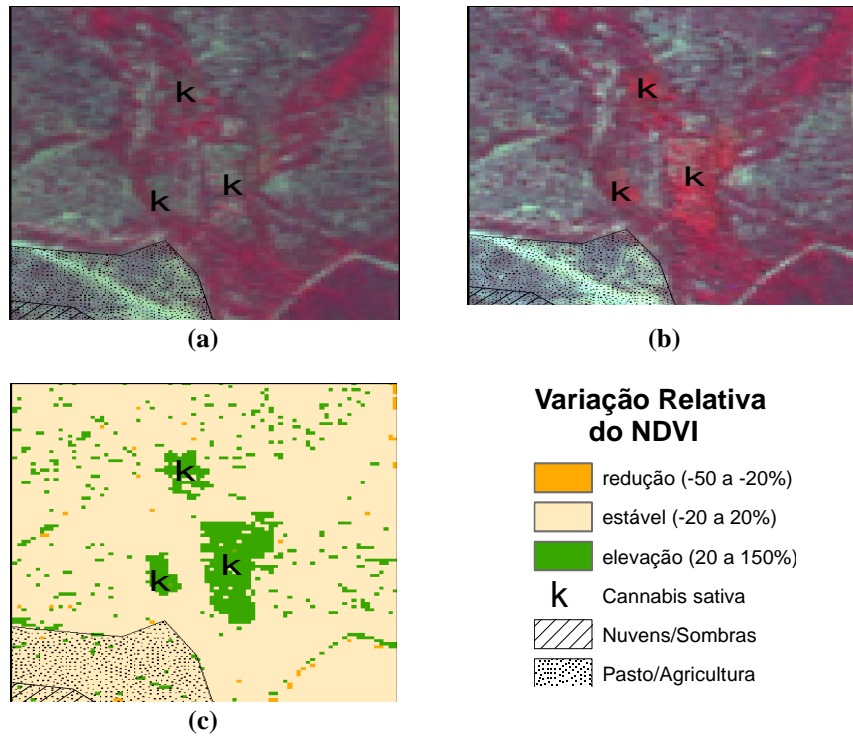 k
k
k
(a)
k
k
k
(b)
k
k
k
(c)
Variação Relativa
do NDVI
redução (-50 a -20%)
estável (-20 a 20%)
elevação (20 a 150%)
k Cannabis sativa
Nuvens/Sombras
Pasto/Agricultura